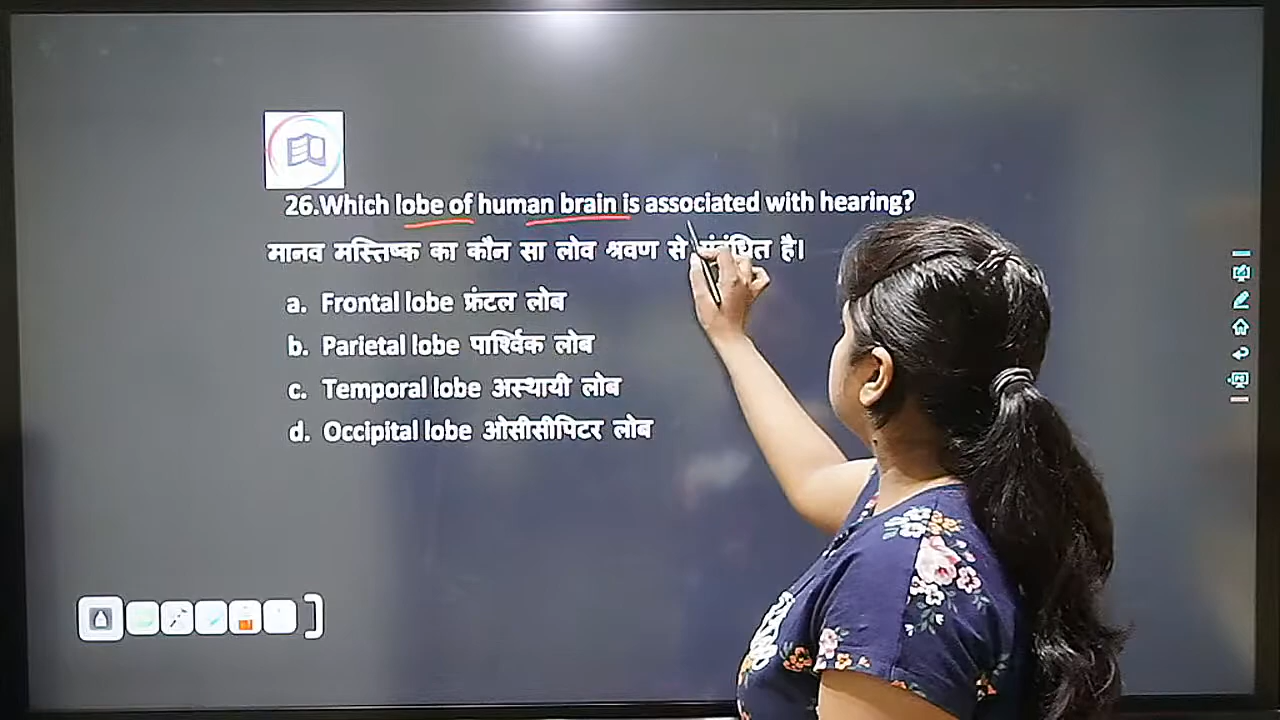 26.Which lobe of human brain is associated with hearing?
मानव मस्तिष्क का कौन सा लोव श्रवण से संबंधित है।
a. Frontal lobe फ्रंटल लोब
b. Parietal lobe पार्श्विक लोब
c. Temporal lobe अस्थायी लोब
d. Occipital lobe ओसीसीपिटर लोब